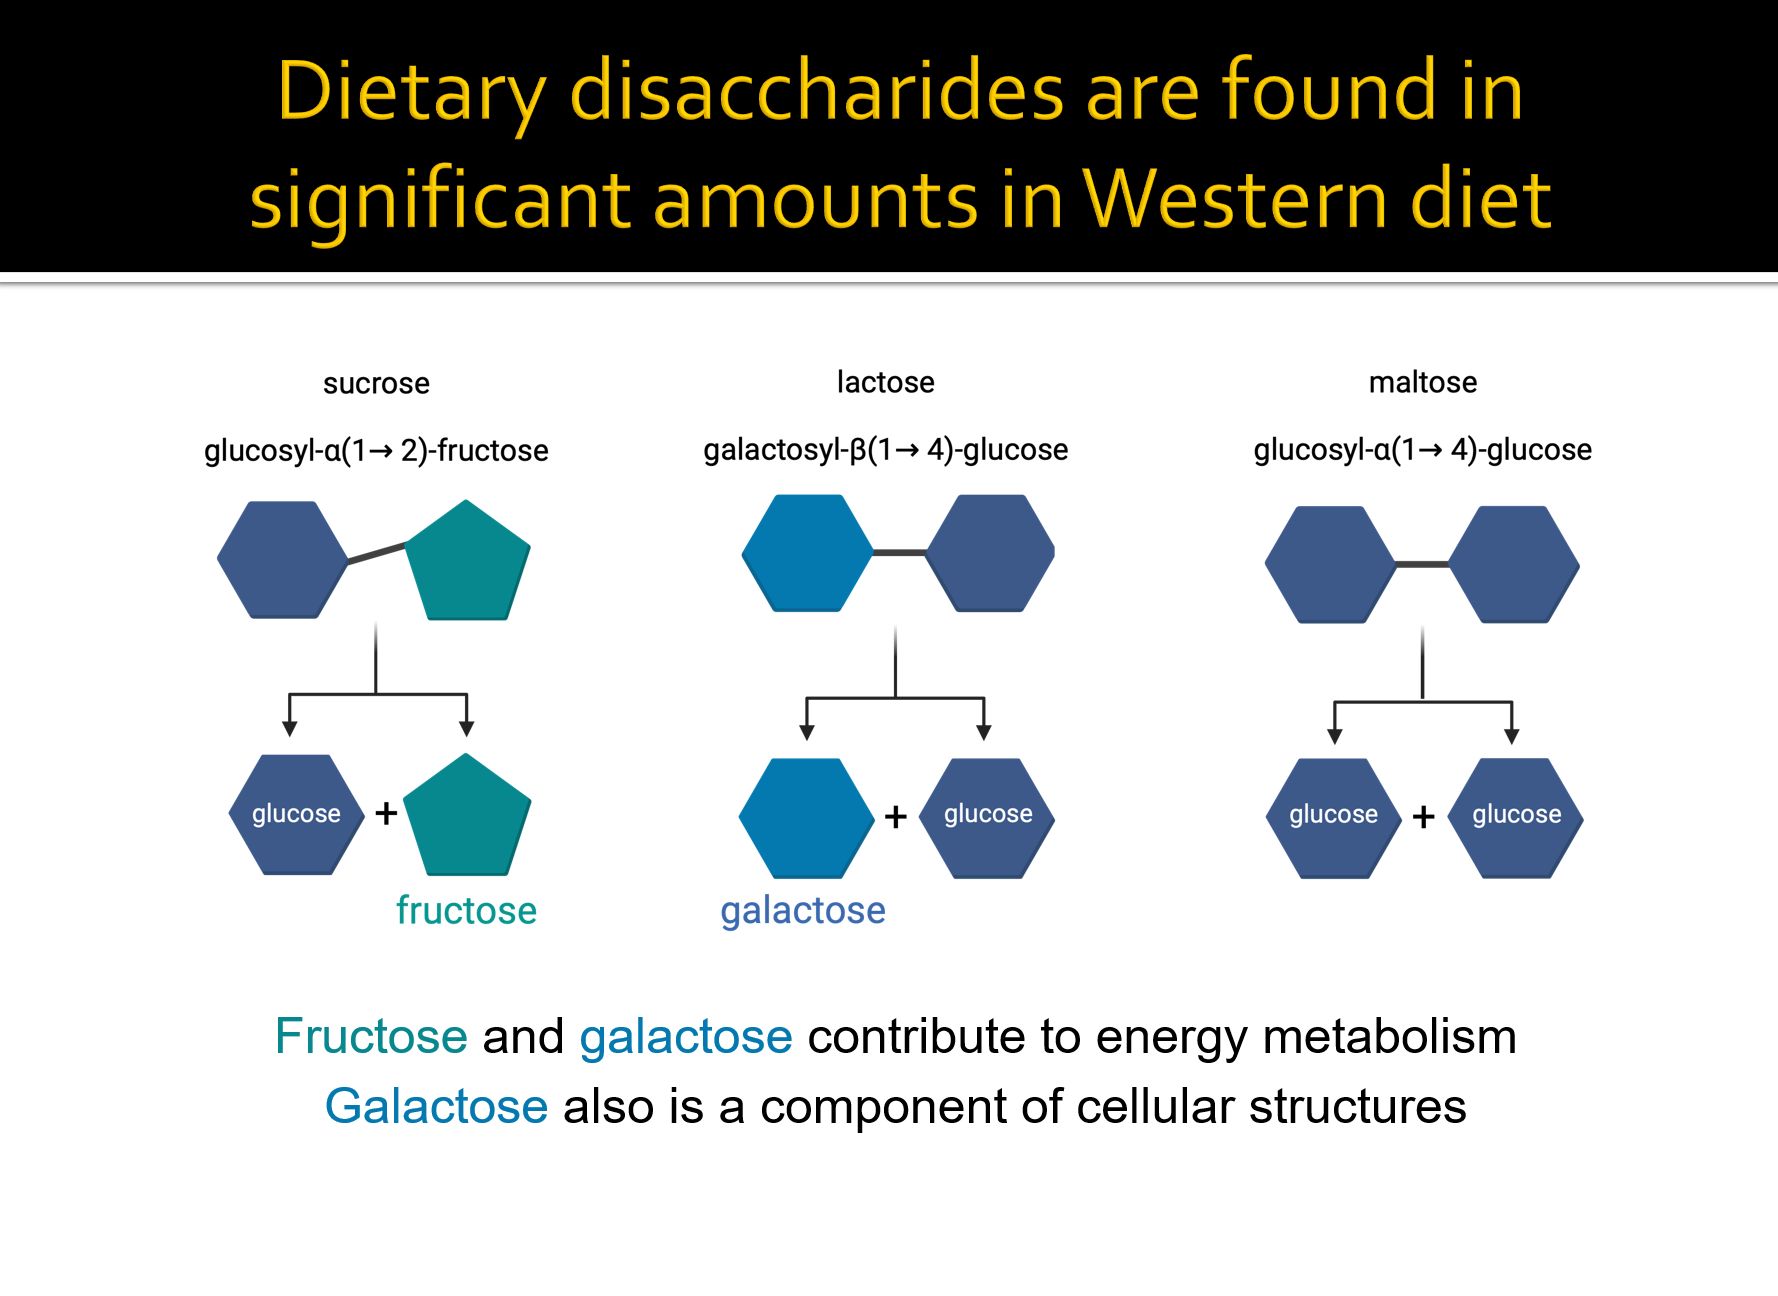 Dietary disaccharides are found in
significant amounts in Western diet
sucrose
glucosyl-α(1→ 2)-fructose
glucose
+
fructose
lactose
galactosyl-β(1→ 4)-glucose
+
glucose
galactose
maltose
glucosyl-α(1→ 4)-glucose
glucose
+
glucose
Fructose and galactose contribute to energy metabolism
Galactose also is a component of cellular structures